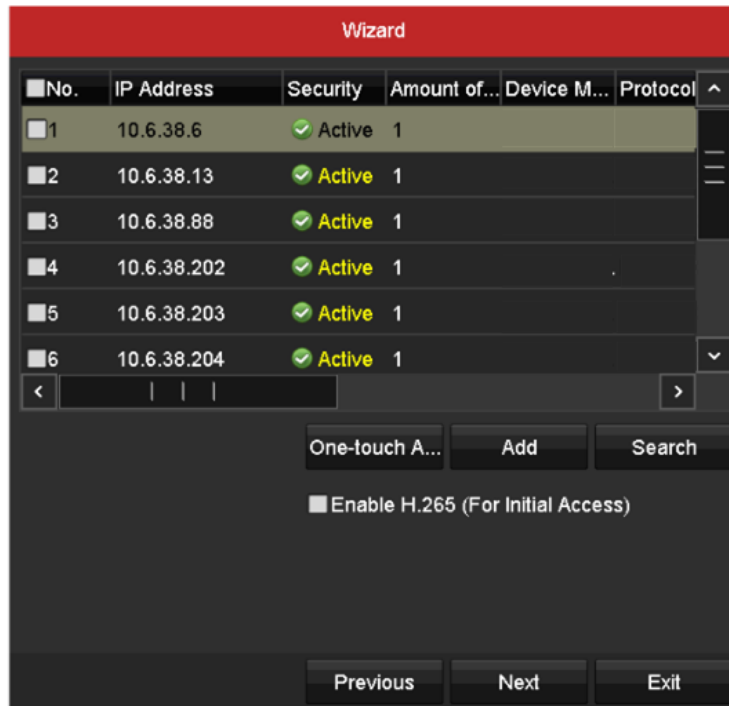 Wizard
No. IP Address Security Amount of... Device M... Protocol
1 10.6.38.6 Active 1
2 10.6.38.13 Active 1
3 10.6.38.88 Active 1
4 10.6.38.202 Active 1
5 10.6.38.203 Active 1
6 10.6.38.204 Active 1
One-touch A... Add Search
Enable H.265 (For Initial Access)
Previous Next Exit